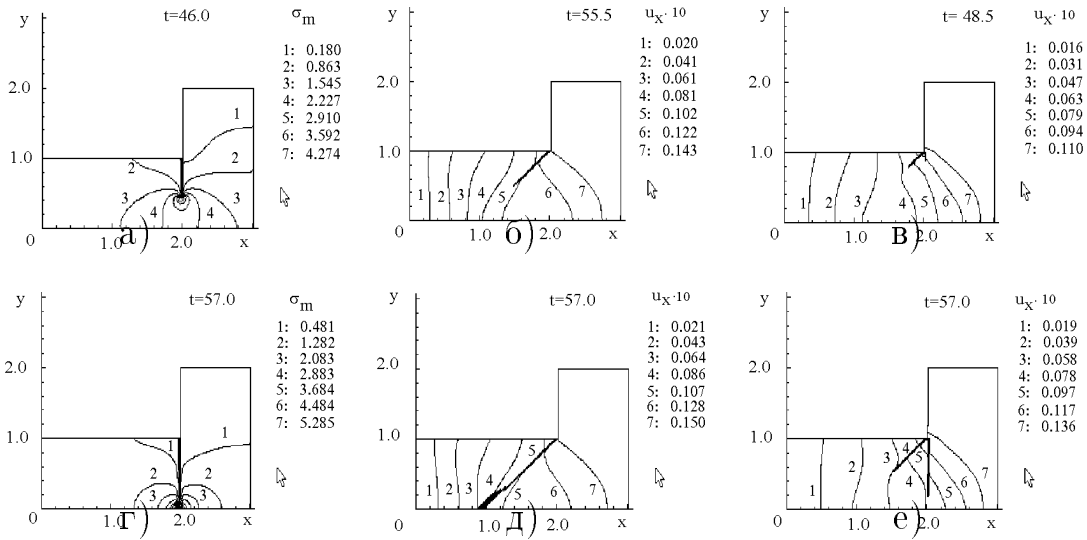 y t=46.0 σm
1: 0.180
2: 0.863
3: 1.545
4: 2.227
5: 2.910
6: 3.592
7: 4.274
2.0
1.0
0 1.0 2.0 x
1
2
2
3
3
4
4
а)
y t=55.5 ux· 10
1: 0.020
2: 0.041
3: 0.061
4: 0.081
5: 0.102
6: 0.122
7: 0.143
2.0
1.0
0 1.0 2.0 x
1 2 3 4 5 6 7
б)
y t= 48.5 ux· 10
1: 0.016
2: 0.031
3: 0.047
4: 0.063
5: 0.079
6: 0.094
7: 0.110
2.0
1.0
0 1.0 2.0 x
1 2 3 4 5 6 7
в)
y t=57.0 σm
1: 0.481
2: 1.282
3: 2.083
4: 2.883
5: 3.684
6: 4.484
7: 5.285
2.0
1.0
0 1.0 2.0 x
1 1
2 2
3 3
г)
y t=57.0 ux·10
1: 0.021
2: 0.043
3: 0.064
4: 0.086
5: 0.107
6: 0.128
7: 0.150
2.0
1.0
0 1.0 2.0 x
5
1 2 3 4 5 6 7
д)
y t=57.0 ux· 10
1: 0.019
2: 0.039
3: 0.058
4: 0.078
5: 0.097
6: 0.117
7: 0.136
2.0
1.0
0 1.0 2.0 x
4
1 2 3 5 7
4 5 6
е)